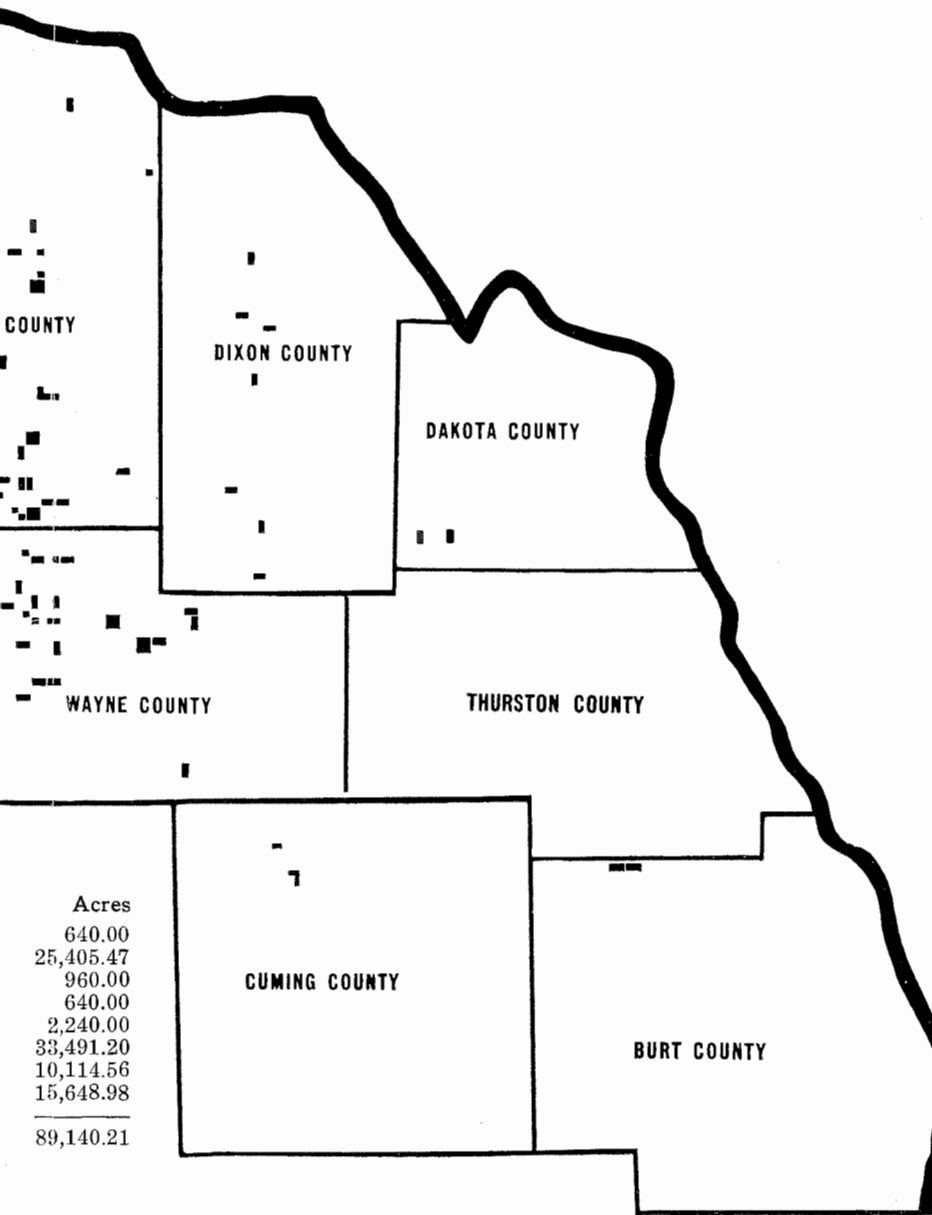 COUNTY
DIXON COUNTY
DAKOTA COUNTY
WAYNE COUNTY
THURSTON COUNTY
CUMING COUNTY
BURT COUNTY
Acres
640.00
25,405.47
960.00
640.00
2,240.00
33,491.20
10,114.56
15,648.98
89,140.21